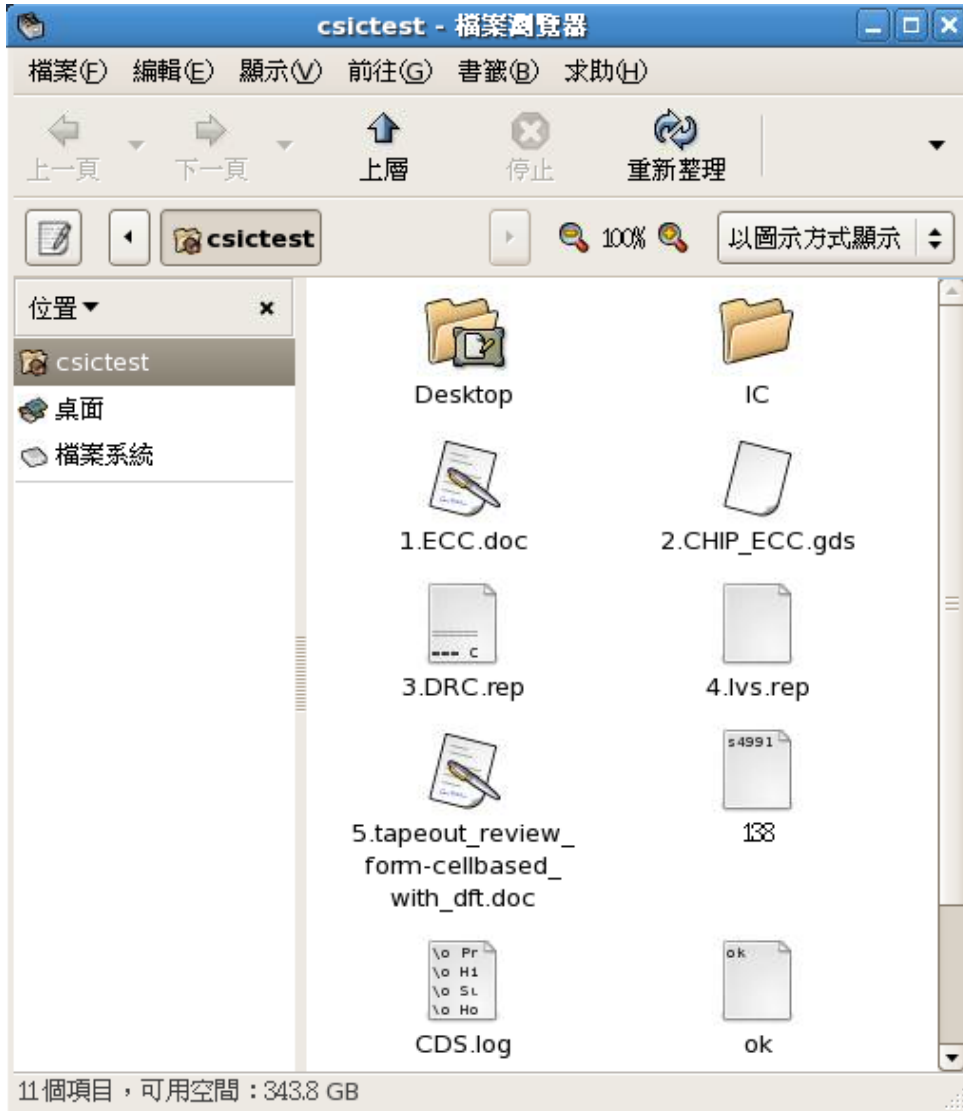 csictest - 檔案瀏覽器
檔案(F) 編輯(E) 顯示(V) 前往(G) 書籤(B) 求助(H)
上一頁 下一頁 上層 停止 重新整理
csictest 100% 以圖示方式顯示
位置
csictest
桌面
檔案系統
Desktop IC
1.ECC.doc 2.CHIP_ECC.gds
--- C
3.DRC.rep 4.lvs.rep
s4991
5.tapeout_review_ 138
form-cellbased_
with_dft.doc
\o Pr ok
\o Hi
\o Su
\o Ho
CDS.log ok
11個項目，可用空間：343.8 GB